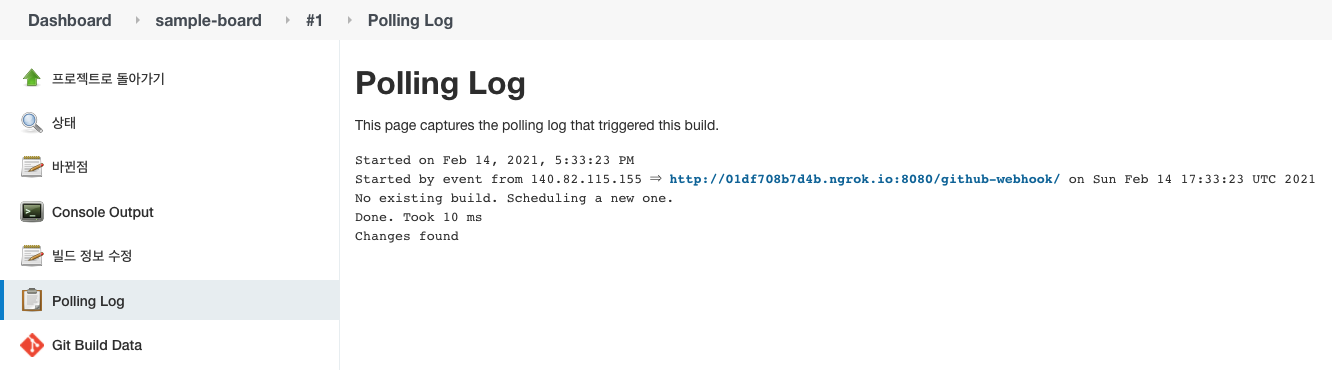 Dashboard sample-board #1 Polling Log
프로젝트로 돌아가기
상태
바뀐점
Console Output
빌드 정보 수정
Polling Log
Git Build Data
Polling Log
This page captures the polling log that triggered this build.
Started on Feb 14, 2021, 5:33:23 PM
Started by event from 140.82.115.155 ⇒ http://01df708b7d4b.ngrok.io:8080/github-webhook/ on Sun Feb 14 17:33:23 UTC 2021
No existing build. Scheduling a new one.
Done. Took 10 ms
Changes found